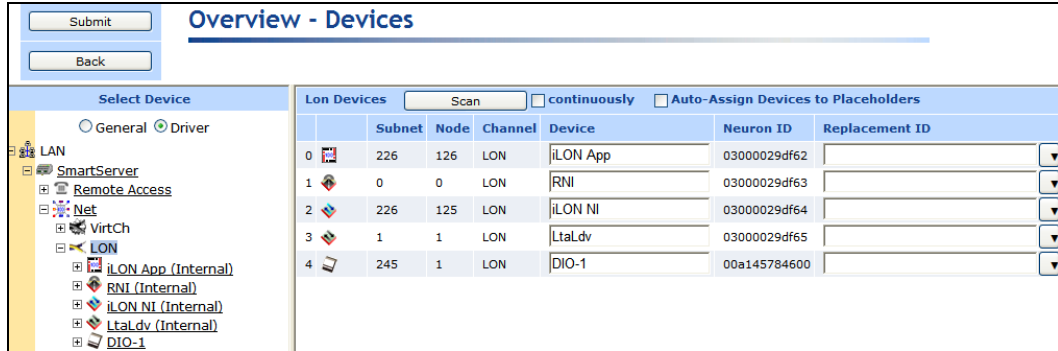 Submit
Overview - Devices
Back
Select Device
General Driver
LAN
SmartServer
Remote Access
Net
VirtCh
LON
iLON App (Internal)
RNI (Internal)
iLON NI (Internal)
LtaLdv (Internal)
DIO-1
Lon Devices Scan continuously Auto-Assign Devices to Placeholders
Subnet Node Channel Device Neuron ID Replacement ID
0 226 126 LON iLON App 03000029df62
1 0 0 LON RNI 03000029df63
2 226 125 LON iLON NI 03000029df64
3 1 1 LON LtaLdv 03000029df65
4 245 1 LON DIO-1 00a145784600